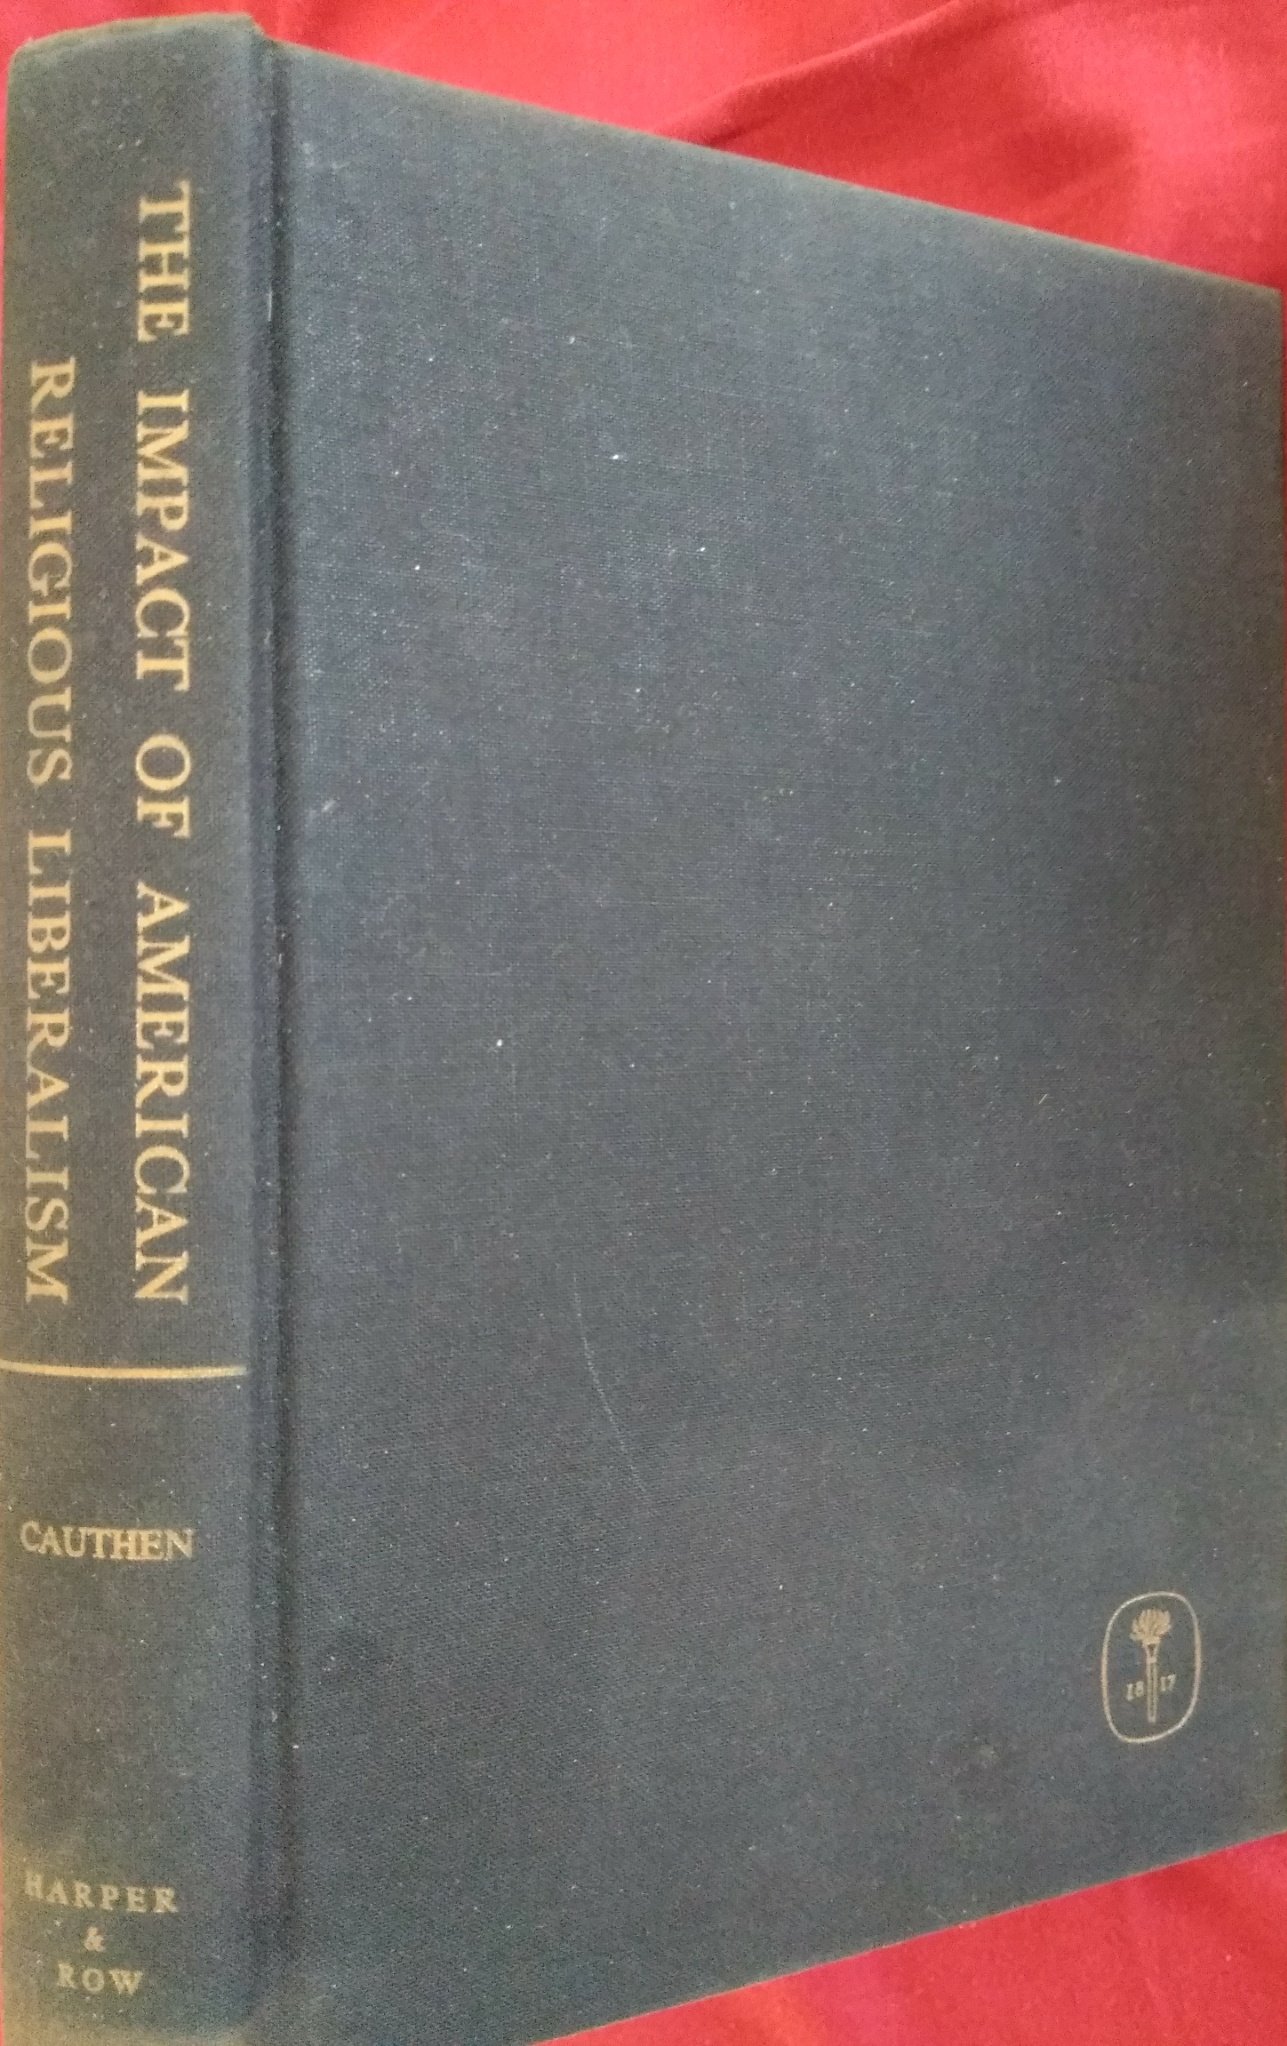 THE IMPACT OF AMERICAN
RELIGIOUS LIBERALISM
CAUTHEN
HARPER
&
ROW
18 17